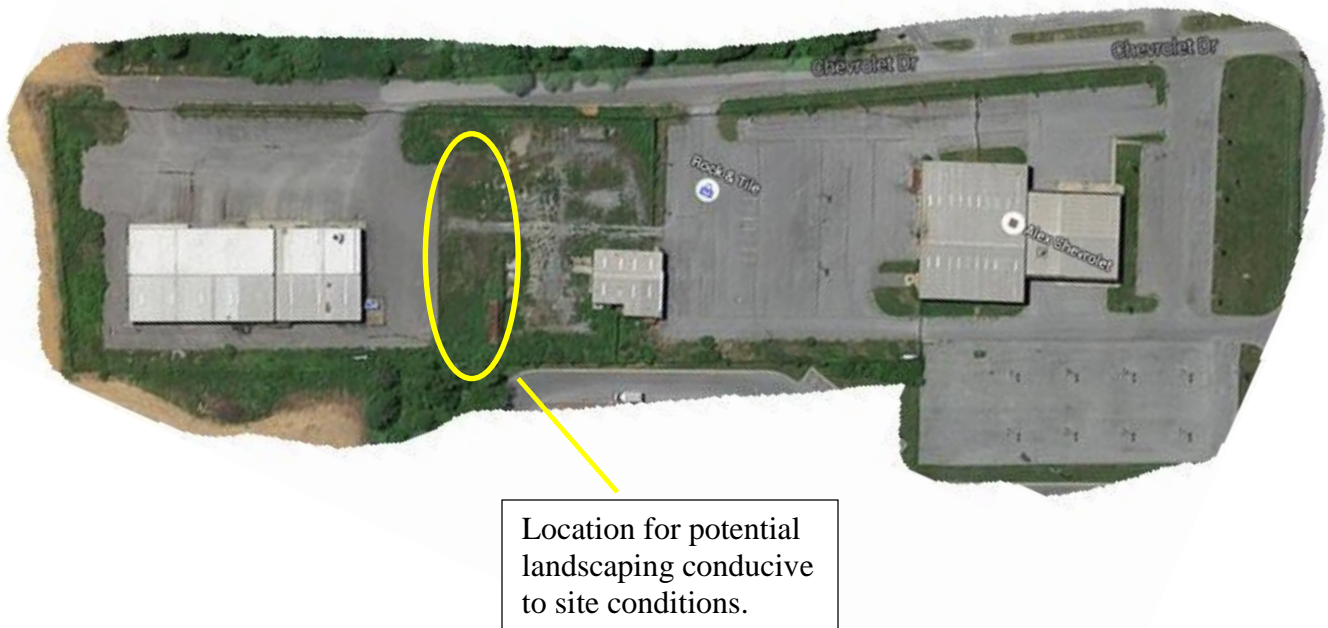 Chevrolet Dr
Chevrolet Dr
Rock & Tile
Alex Chevrolet
Location for potential
landscaping conducive
to site conditions.